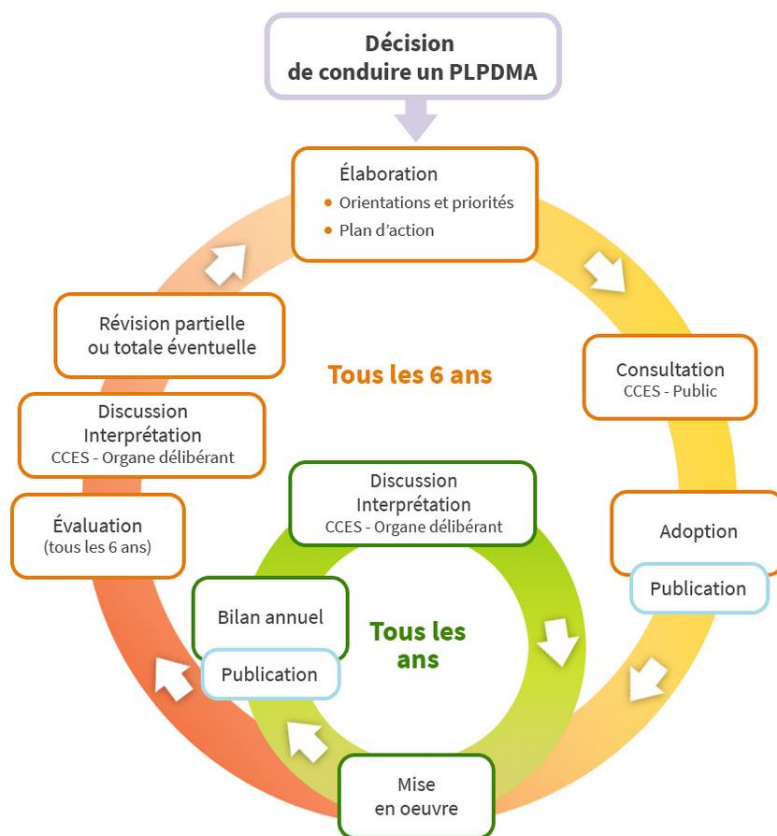 Décision
de conduire un PLPDMA
Élaboration
• Orientations et priorités
• Plan d'action
Révision partielle
ou totale éventuelle
Tous les 6 ans
Consultation
CCES - Public
Discussion
Interprétation
CCES - Organe délibérant
Discussion
Interprétation
CCES - Organe délibérant
Évaluation
(tous les 6 ans)
Adoption
Publication
Bilan annuel
Publication
Tous les
ans
Mise
en oeuvre